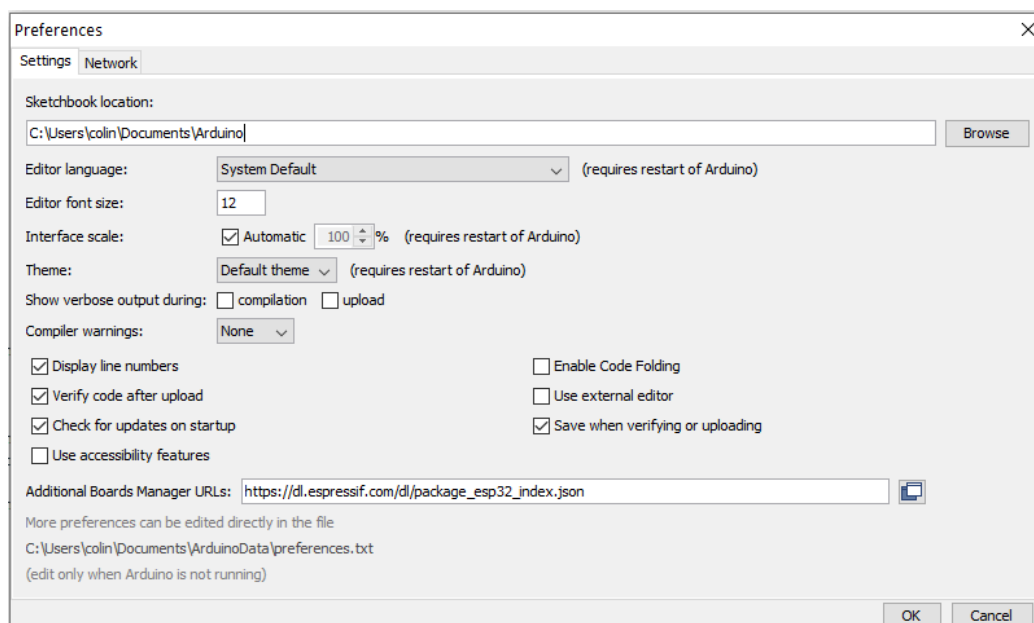 Preferences
Settings Network
Sketchbook location:
C:\Users\colin\Documents\Arduino Browse
Editor language: System Default (requires restart of Arduino)
Editor font size: 12
Interface scale: Automatic 100 % (requires restart of Arduino)
Theme: Default theme (requires restart of Arduino)
Show verbose output during: compilation upload
Compiler warnings: None
Display line numbers Enable Code Folding
Verify code after upload Use external editor
Check for updates on startup Save when verifying or uploading
Use accessibility features
Additional Boards Manager URLs: https://dl.espressif.com/dl/package_esp32_index.json
More preferences can be edited directly in the file
C:\Users\colin\Documents\ArduinoData\preferences.txt
(edit only when Arduino is not running)
OK Cancel